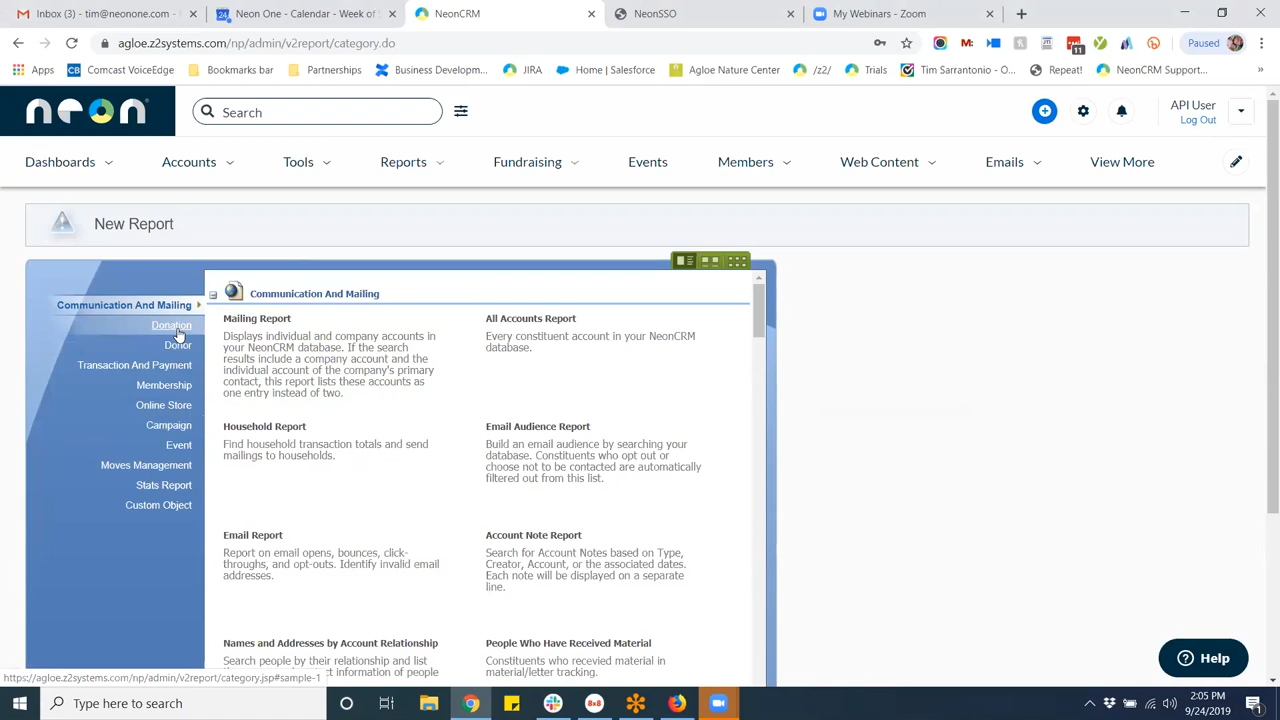 Inbox (3) - tim@neonone.com - M
24
Neon One - Calendar - Week of S
NeonCRM
NeonSSO
My Webinars - Zoom
agloe.z2systems.com/np/admin/v2report/category.do
11
Paused
Apps
Comcast VoiceEdge
Bookmarks bar
Partnerships
Business Develop...
JIRA
Home | Salesforce
Agloe Nature Center
/z2/
Trials
Tim Sarrantonio - O...
Repeat!
NeonCRM Support...
neon
Search
API User
Log Out
Dashboards
Accounts
Tools
Reports
Fundraising
Events
Members
Web Content
Emails
View More
New Report
Communication And Mailing
Donation
Donor
Transaction And Payment
Membership
Online Store
Campaign
Event
Moves Management
Stats Report
Custom Object
Communication And Mailing
Mailing Report
Displays individual and company accounts in
your NeonCRM database. If the search
results include a company account and the
individual account of the company's primary
contact, this report lists these accounts as
one entry instead of two.
All Accounts Report
Every constituent account in your NeonCRM
database.
Household Report
Find household transaction totals and send
mailings to households.
Email Audience Report
Build an email audience by searching your
database. Constituents who opt out or
choose not to be contacted are automatically
filtered out from this list.
Email Report
Report on email opens, bounces, click-
throughs, and opt-outs. Identify invalid email
addresses.
Account Note Report
Search for Account Notes based on Type,
Creator, Account, or the associated dates.
Each note will be displayed on a separate
line.
Names and Addresses by Account Relationship
Search people by their relationship and list
ct information of people
People Who Have Received Material
Constituents who recevied material in
material/letter tracking.
Help
https://agloe.z2systems.com/np/admin/v2report/category.jsp#sample-1
Type here to search
8x8
2:05 PM
9/24/2019
1